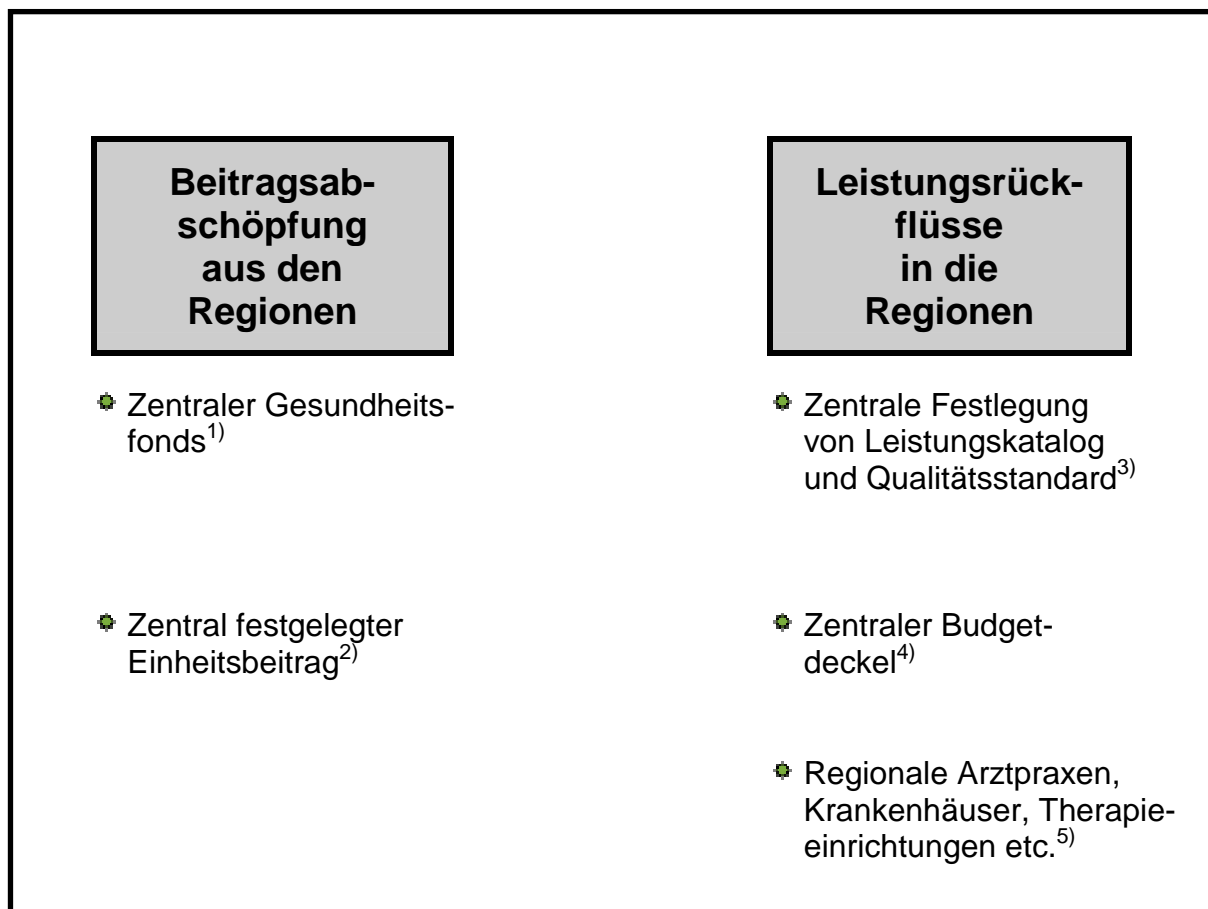 Beitragsab-
schöpfung
aus den
Regionen
Zentraler Gesundheits-
fonds1)
Zentral festgelegter
Einheitsbeitrag2)
Leistungsrück-
flüsse
in die
Regionen
Zentrale Festlegung
von Leistungskatalog
und Qualitätsstandard3)
Zentraler Budget-
deckel4)
Regionale Arztpraxen,
Krankenhäuser, Therapie-
einrichtungen etc.5)